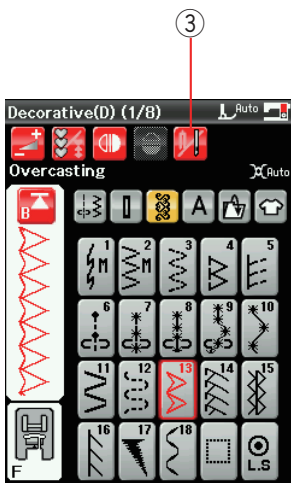 ③
Decorative(D) (1/8) Auto
Overcasting Auto
B A
1 M 2 M 3 4 5
6 7 8 9 10
11 12 13 14 15
F 16 17 18 L.S